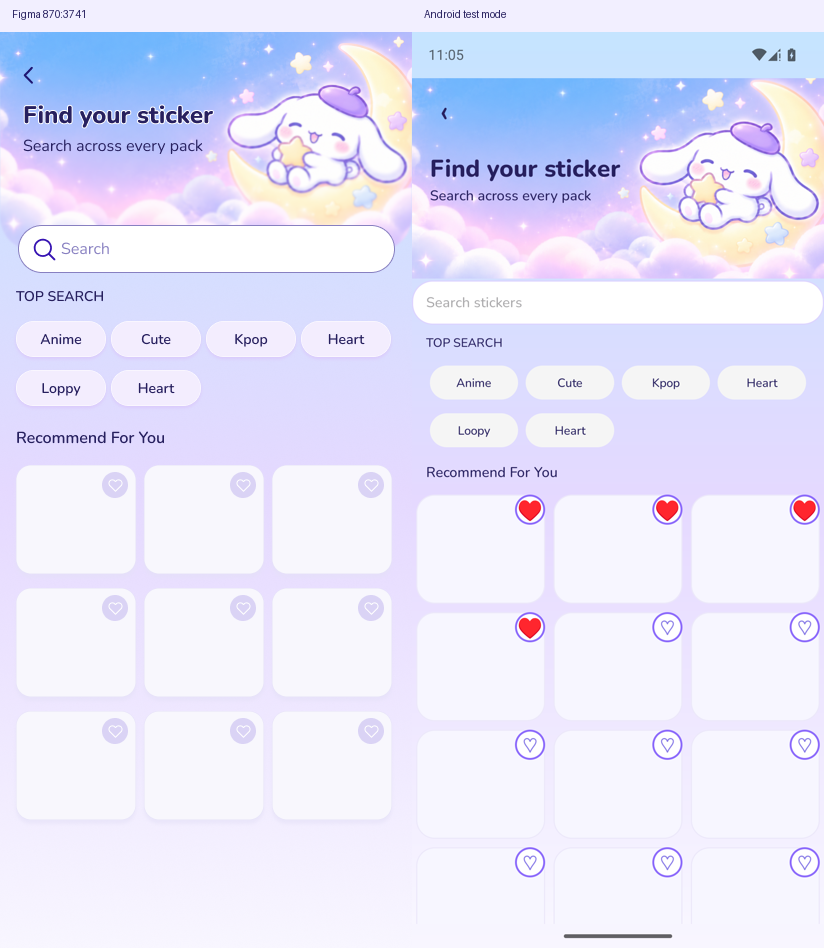 Figma 870:3741
Find your sticker
Search across every pack
Search
TOP SEARCH
Anime
Cute
Kpop
Heart
Loppy
Heart
Recommend For You
Android test mode
11:05
Find your sticker
Search across every pack
Search stickers
TOP SEARCH
Anime
Cute
Kpop
Heart
Loopy
Heart
Recommend For You